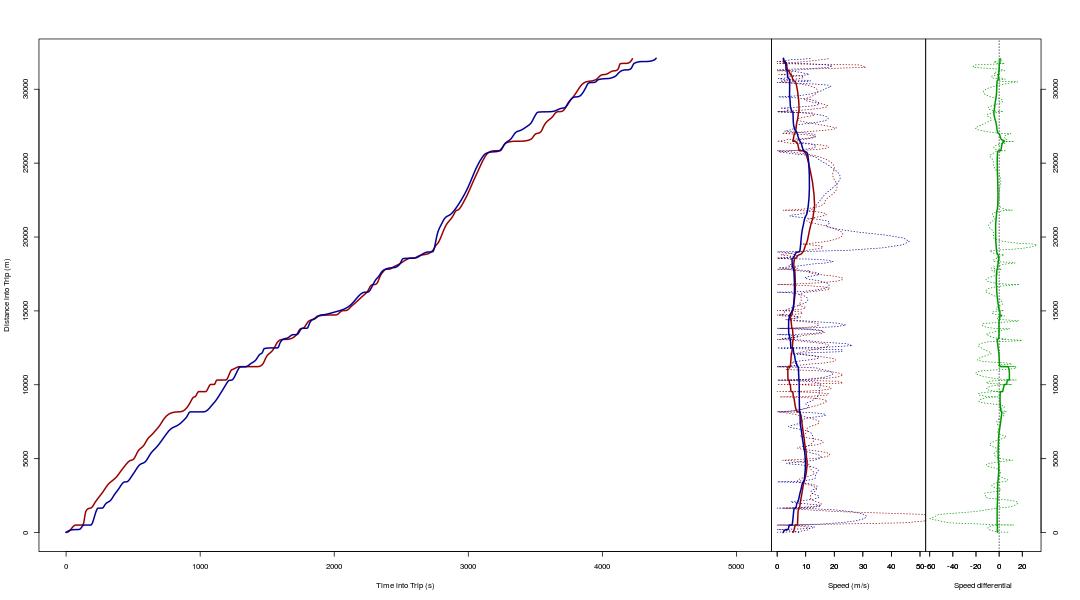 Distance Into Trip (m)
0 5000 10000 15000 20000 25000 30000
0 1000 2000 3000 4000 5000
Time Into Trip (s)
0 10 20 30 40 50
Speed (m/s)
-60 -40 -20 0 20
Speed differential
0 5000 10000 15000 20000 25000 30000